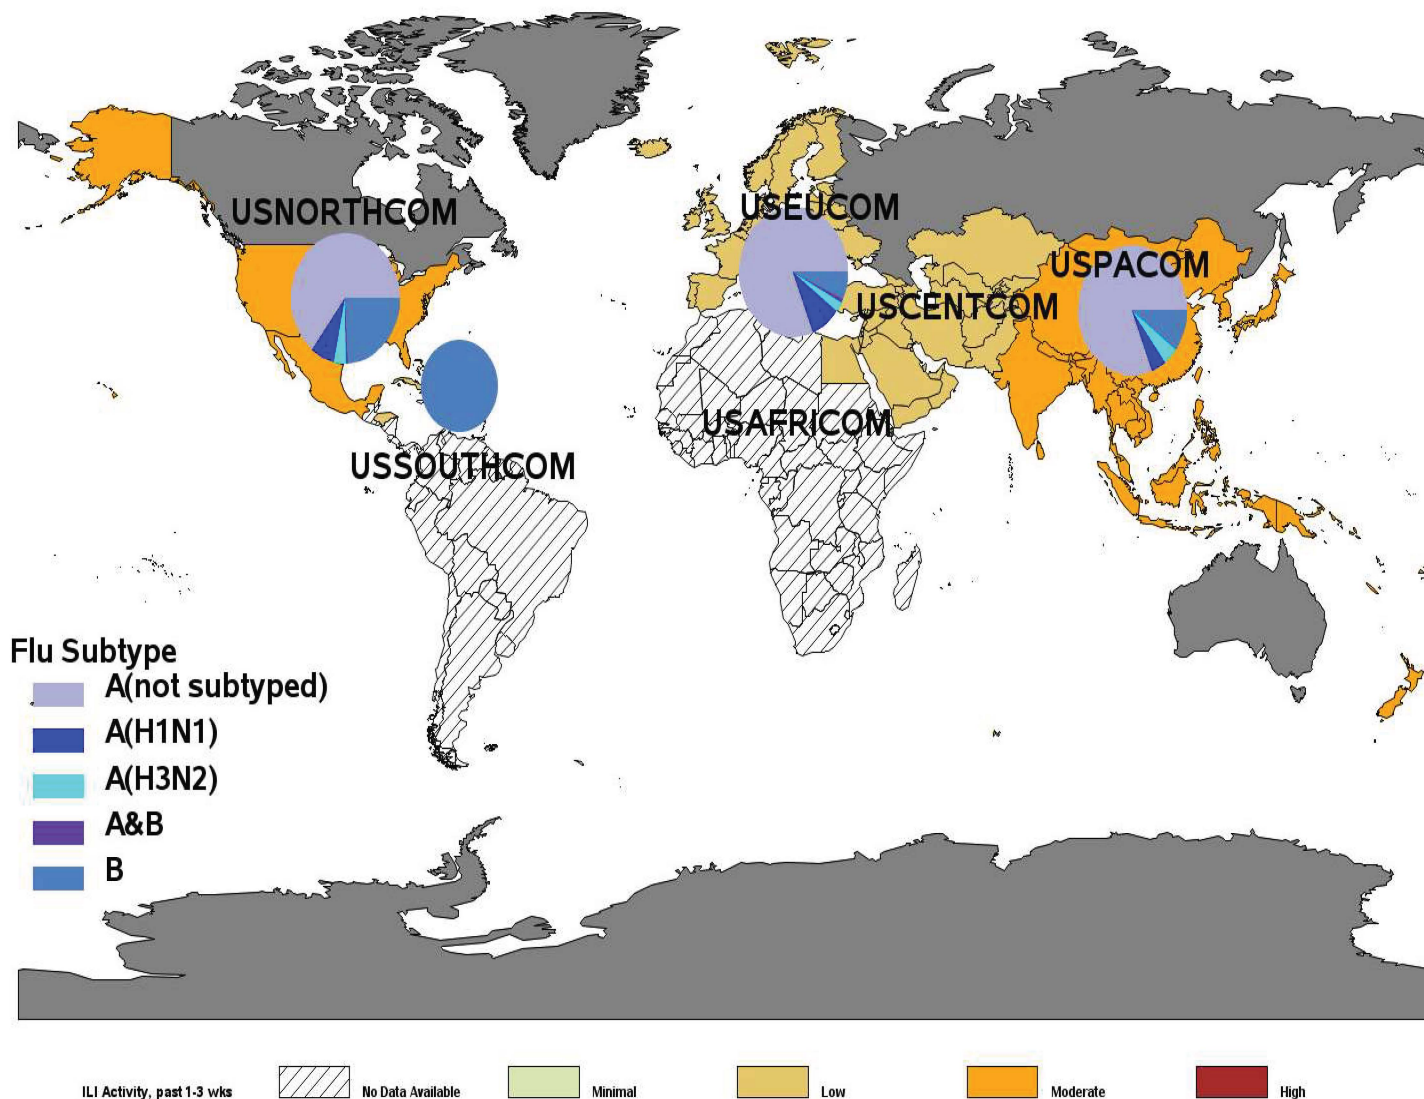 USNORTHCOM
USEUCOM
USPACOM
USCENTCOM
USAFRICOM
USSOUTHCOM
Flu Subtype
A(not subtyped)
A(H1N1)
A(H3N2)
A&B
B
ILI Activity, past 1-3 wks
No Data Available
Minimal
Low
Moderate
High